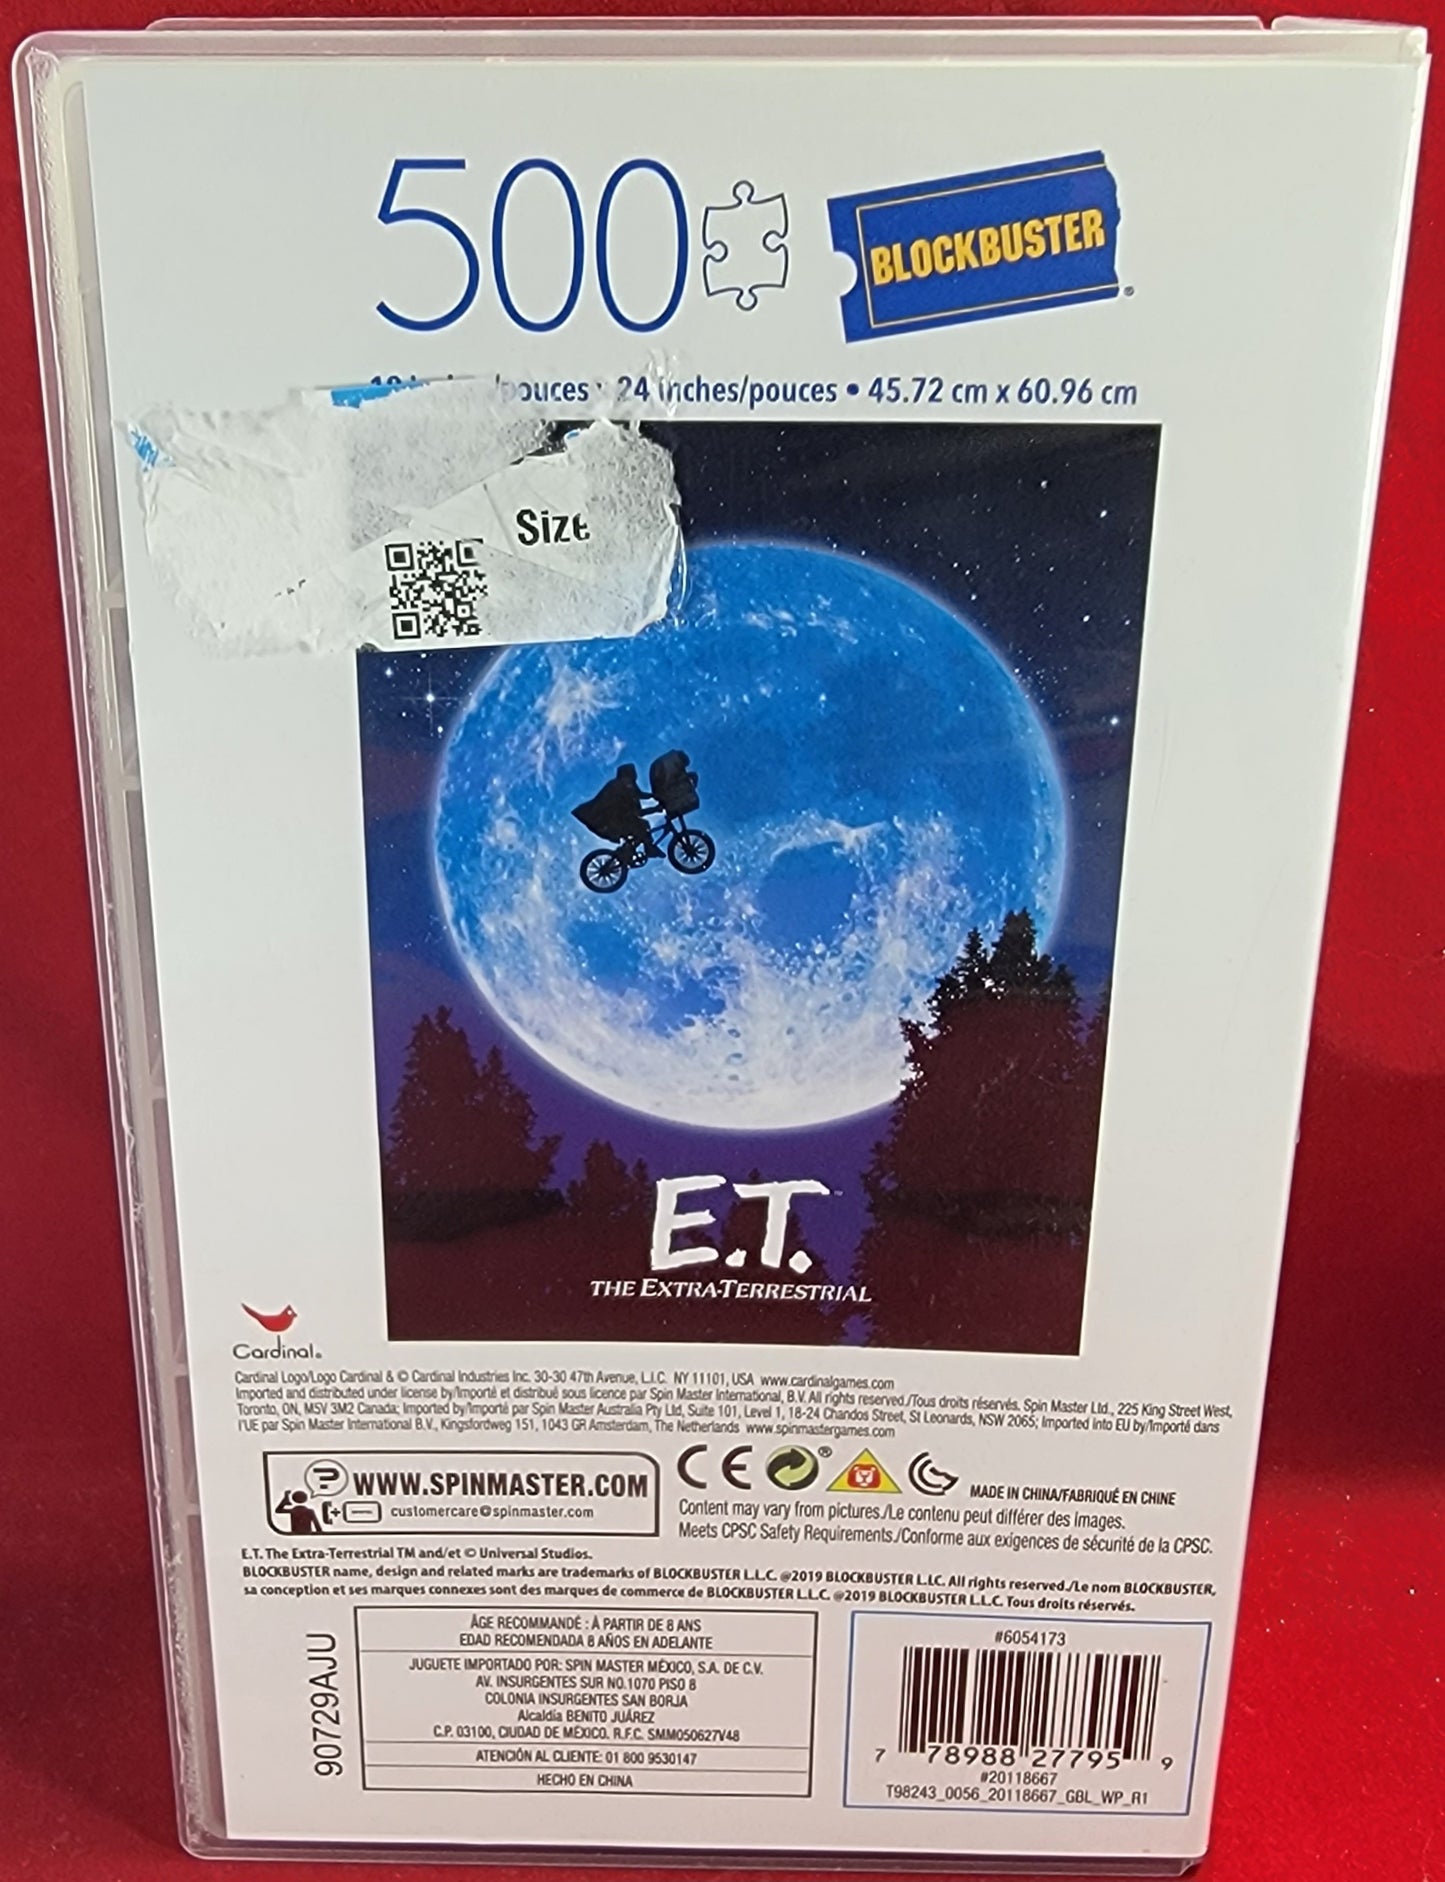 500
BLOCKBUSTER®
/pouces x 24 inches/pouces • 45.72 cm x 60.96 cm
Size
E.T.™
THE EXTRA-TERRESTRIAL
Cardinal®
Cardinal Logo/Logo Cardinal & © Cardinal Industries Inc. 30-30 47th Avenue, L.I.C. NY 11101, USA www.cardinalgames.com
Imported and distributed under license by/Importé et distribué sous licence par Spin Master International, B.V. All rights reserved./Tous droits réservés. Spin Master Ltd., 225 King Street West,
Toronto, ON, M5V 3M2 Canada; Imported by/Importé par Spin Master Australia Pty Ltd, Suite 101, Level 1, 18-24 Chandos Street, St Leonards, NSW 2065; Imported into EU by/Importé dans
l'UE par Spin Master International B.V., Kingsfordweg 151, 1043 GR Amsterdam, The Netherlands www.spinmastergames.com
WWW.SPINMASTER.COM
customercare@spinmaster.com
CE
MADE IN CHINA/FABRIQUÉ EN CHINE
Content may vary from pictures./Le contenu peut différer des images.
Meets CPSC Safety Requirements./Conforme aux exigences de sécurité de la CPSC.
E.T. The Extra-Terrestrial TM and/et © Universal Studios.
BLOCKBUSTER name, design and related marks are trademarks of BLOCKBUSTER L.L.C. @2019 BLOCKBUSTER L.LC. All rights reserved./Le nom BLOCKBUSTER,
sa conception et ses marques connexes sont des marques de commerce de BLOCKBUSTER L.L.C. @2019 BLOCKBUSTER L.L.C. Tous droits réservés.
90729AJU
ÂGE RECOMMANDÉ : À PARTIR DE 8 ANS
EDAD RECOMENDADA 8 AÑOS EN ADELANTE
JUGUETE IMPORTADO POR: SPIN MASTER MÉXICO, S.A. DE C.V.
AV. INSURGENTES SUR NO.1070 PISO 8
COLONIA INSURGENTES SAN BORJA
Alcaldía BENITO JUÁREZ
C.P. 03100, CIUDAD DE MÉXICO. R.F.C. SMM050627V48
ATENCIÓN AL CLIENTE: 01 800 9530147
HECHO EN CHINA
#6054173
7 78988 27795 9
#20118667
T98243_0056_20118667_GBL_WP_R1